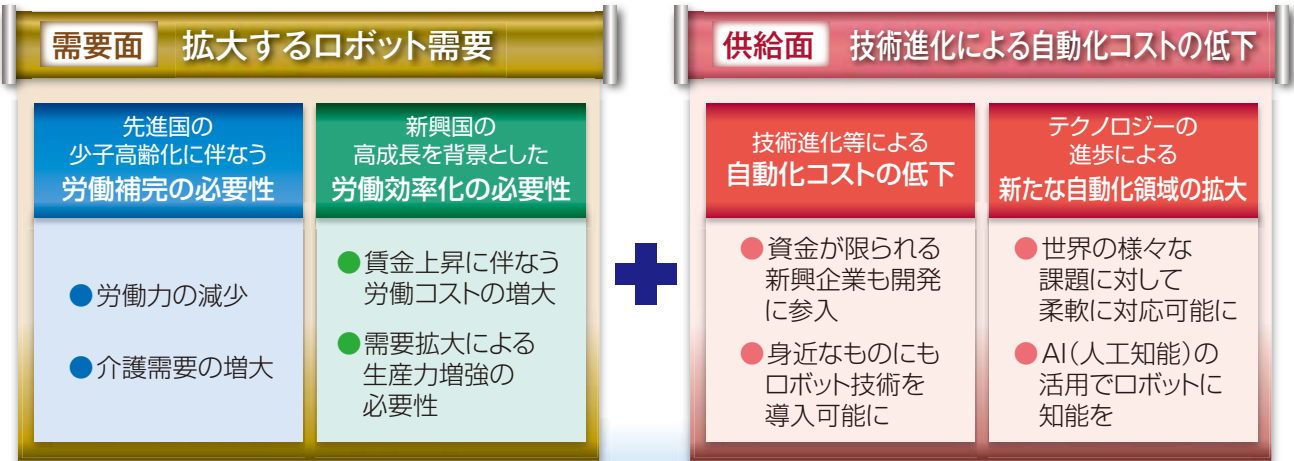 需要面 拡大するロボット需要
先進国の
少子高齢化に伴なう
労働補完の必要性
●労働力の減少
●介護需要の増大
新興国の
高成長を背景とした
労働効率化の必要性
●賃金上昇に伴なう
労働コストの増大
●需要拡大による
生産力増強の
必要性
供給面 技術進化による自動化コストの低下
技術進化等による
自動化コストの低下
●資金が限られる
新興企業も開発
に参入
●身近なものにも
ロボット技術を
導入可能に
テクノロジーの
進歩による
新たな自動化領域の拡大
●世界の様々な
課題に対して
柔軟に対応可能に
●AI(人工知能)の
活用でロボットに
知能を